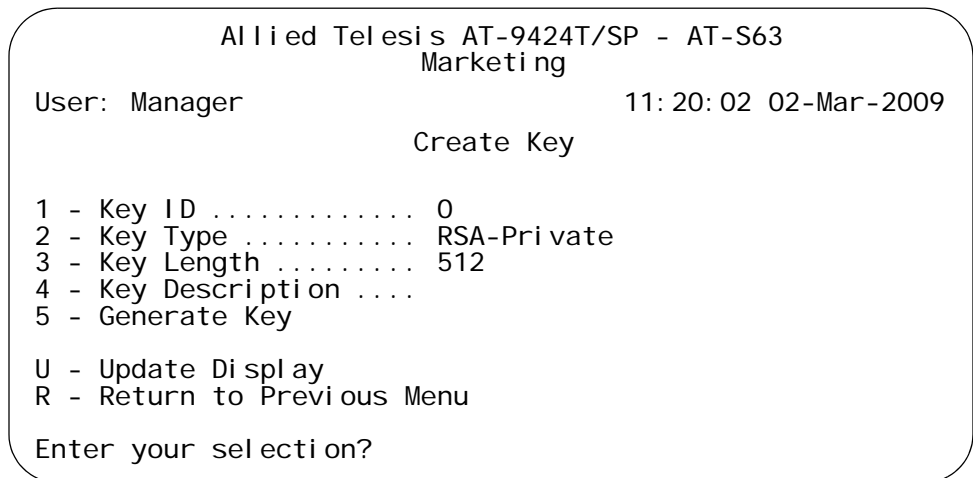 Allied Telesis AT-9424T/SP - AT-S63
Marketing
User: Manager 11:20:02 02-Mar-2009
Create Key
1 - Key ID ............. 0
2 - Key Type ........... RSA-Private
3 - Key Length ......... 512
4 - Key Description ....
5 - Generate Key
U - Update Display
R - Return to Previous Menu
Enter your selection?